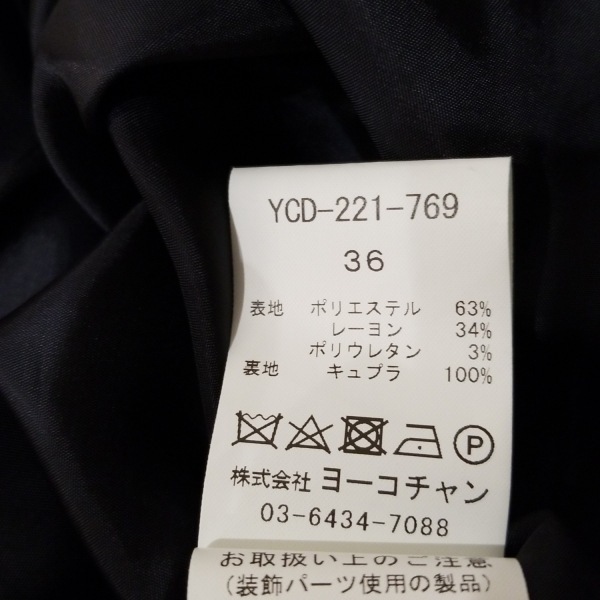 YCD-221-769
36
表地 ポリエステル 63%
レーヨン 34%
ポリウレタン 3%
裏地 キュプラ 100%
P
株式会社 ヨーコチャン
03-6434-7088
お取扱い上のご注意
(装飾パーツ使用の製品)